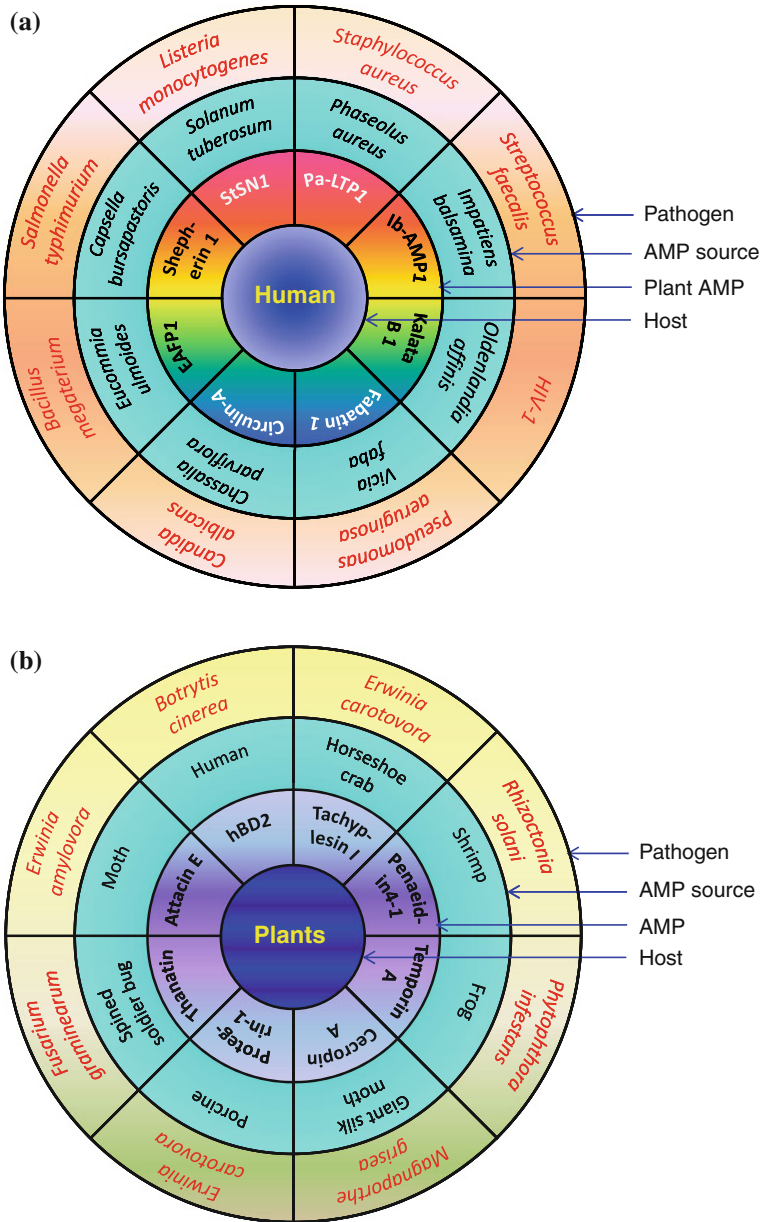 (a)
Listeria
monocytogenes
Staphylococcus
aureus
Streptococcus
faecalis
HIV-1
Pseudomonas
aeruginosa
Candida
albicans
Bacillus
megaterium
Salmonella
typhimurium
Solanum
tuberosum
Phaseolus
aureus
Impatiens
balsamina
Oldenlandia
affinis
Vicia
faba
Chassalia
parviflora
Eucommia
ulmoides
Capsella
bursapastoris
StSN1
Pa-LTP1
Ib-AMP1
Kalata
B 1
Fabatin 1
Circulin-A
EAFP1
Sheph-
erin 1
Human
Pathogen
AMP source
Plant AMP
Host
(b)
Botrytis
cinerea
Erwinia
carotovora
Rhizoctonia
solani
Phytophthora
infestans
Magnaporthe
grisea
Erwinia
carotovora
Fusarium
graminearum
Erwinia
amylovora
Human
Horseshoe
crab
Shrimp
Frog
Giant silk
moth
Porcine
Spined
soldier bug
Moth
hBD2
Tachyp-
lesin I
Penaeid-
in4-1
Temporin
A
Cecropin
A
Proteg-
rin-1
Thanatin
Attacin E
Plants
Pathogen
AMP source
AMP
Host